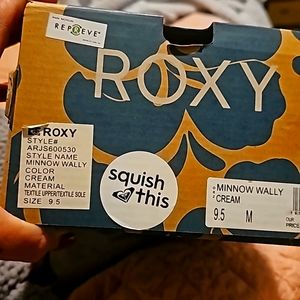 REPREVE
ROXY
ROXY
STYLE#
ARJS600530
STYLE NAME
MINNOW WALLY
COLOR
CREAM
MATERIAL
TEXTILE UPPER/TEXTILE SOLE
SIZE 9.5
squish
this
MINNOW WALLY
CREAM
9.5 M
OUR
PRICE